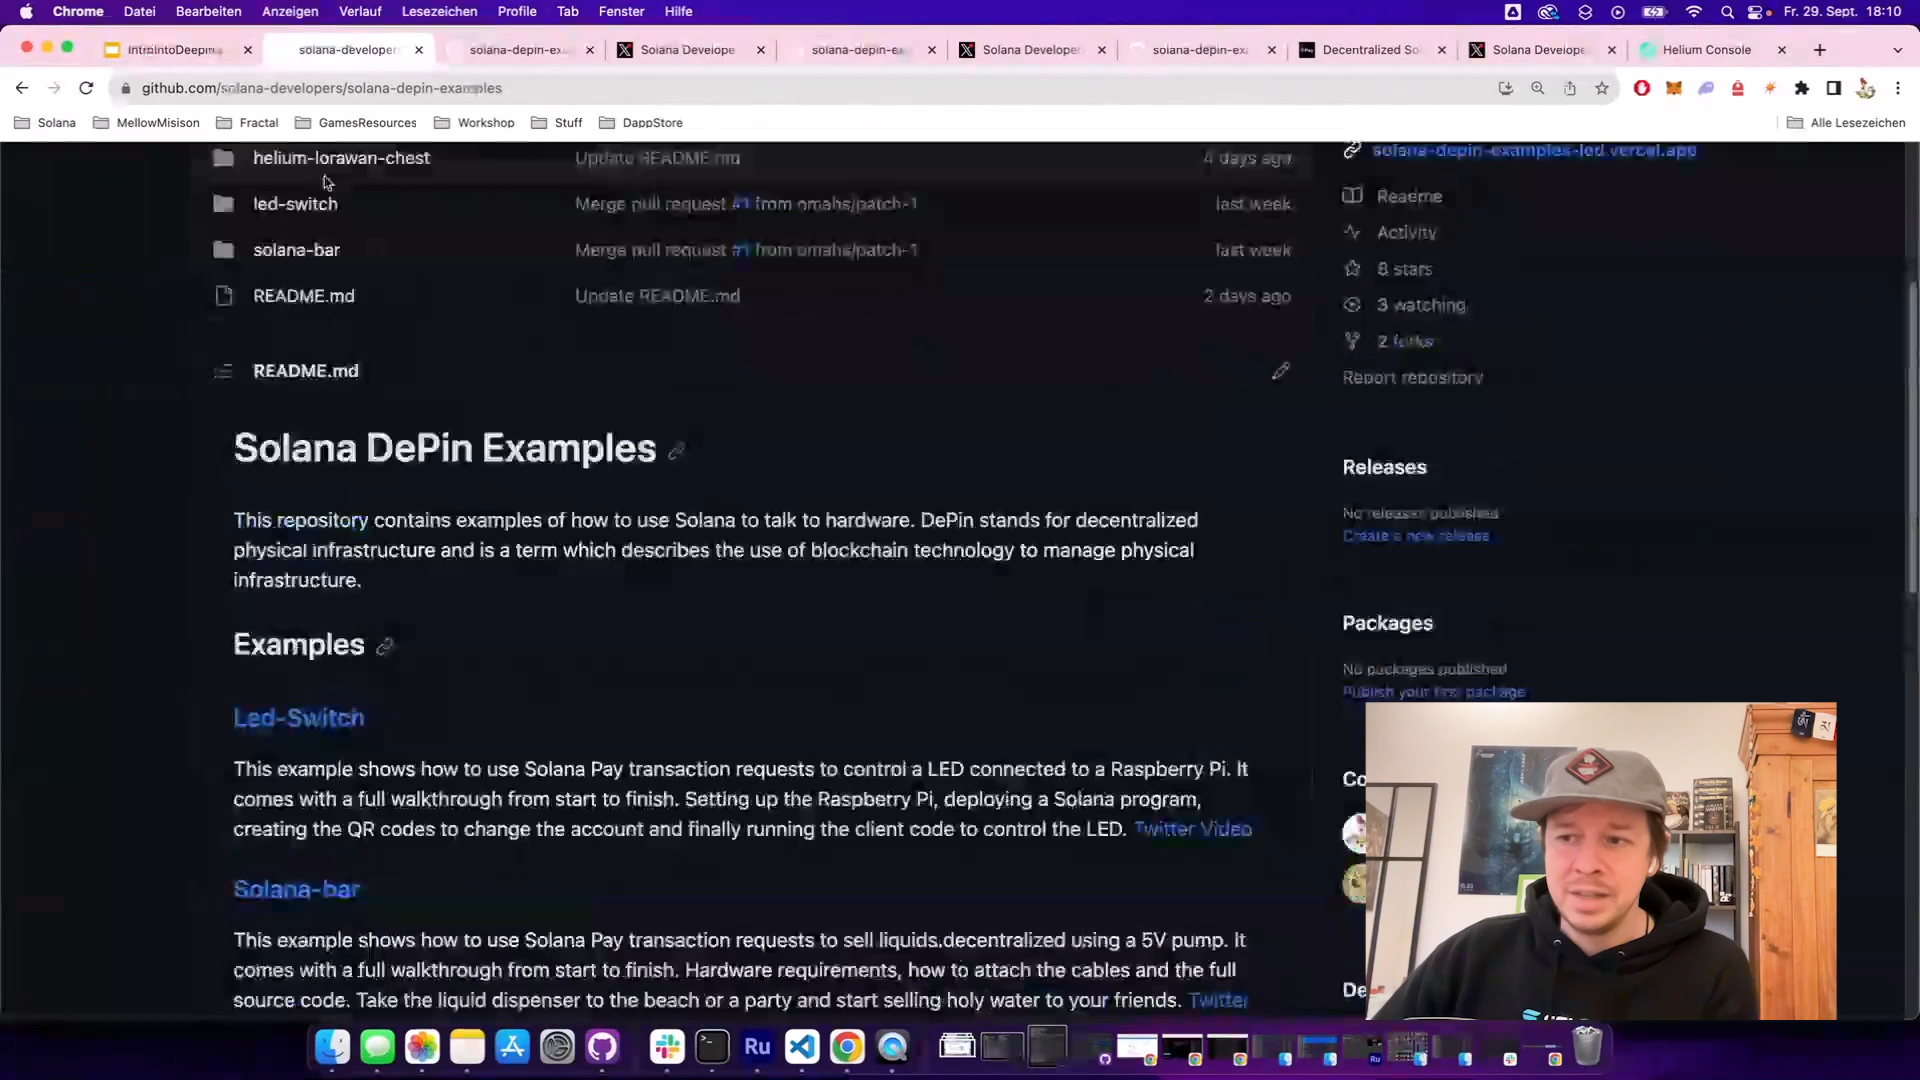 Chrome Datei Bearbeiten Anzeigen Verlauf Lesezeichen Profile Tab Fenster Hilfe Fr. 29. Sept. 18:10
solana-developers solana-depin-exa Solana Develope solana-depin-ex Solana Developer solana-depin-exa Decentralized So Solana Develope Helium Console
github.com/solana-developers/solana-depin-examples
Solana MellowMisison Fractal GamesResources Workshop Stuff DappStore Alle Lesezeichen
helium-lorawan-chest Update README.md 4 days ago
solana-depin-examples-led.vercel.app
led-switch Merge pull request #1 from omahs/patch-1 last week
solana-bar Merge pull request #1 from omahs/patch-1 last week
README.md Update README.md 2 days ago
Readme
Activity
8 stars
3 watching
2 forks
Report repository
README.md
Solana DePin Examples
This repository contains examples of how to use Solana to talk to hardware. DePin stands for decentralized
physical infrastructure and is a term which describes the use of blockchain technology to manage physical
infrastructure.
Examples
Led-Switch
This example shows how to use Solana Pay transaction requests to control a LED connected to a Raspberry Pi. It
comes with a full walkthrough from start to finish. Setting up the Raspberry Pi, deploying a Solana program,
creating the QR codes to change the account and finally running the client code to control the LED. Twitter Video
Solana-bar
This example shows how to use Solana Pay transaction requests to sell liquids.decentralized using a 5V pump. It
comes with a full walkthrough from start to finish. Hardware requirements, how to attach the cables and the full
source code. Take the liquid dispenser to the beach or a party and start selling holy water to your friends. Twitter
Releases
No releases published
Create a new release
Packages
No packages published
Publish your first package
Co
De
Ru